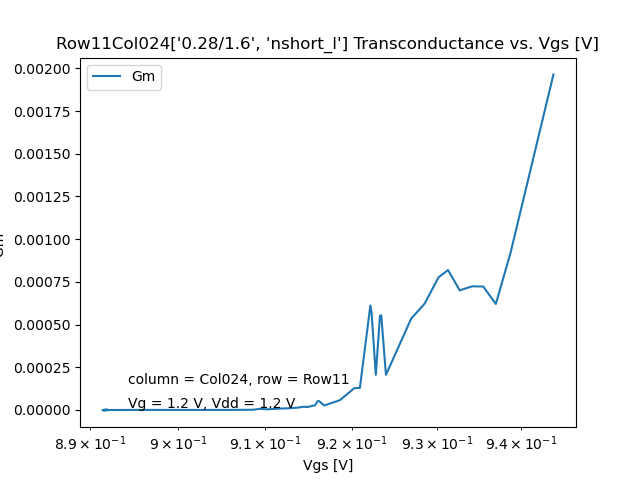 Row11Col024['0.28/1.6', 'nshort_l'] Transconductance vs. Vgs [V]
Gm
0.00200
0.00175
0.00150
0.00125
0.00100
0.00075
0.00050
0.00025
0.00000
Gm
column = Col024, row = Row11
Vg = 1.2 V, Vdd = 1.2 V
8.9 × 10⁻¹ 9 × 10⁻¹ 9.1 × 10⁻¹ 9.2 × 10⁻¹ 9.3 × 10⁻¹ 9.4 × 10⁻¹
Vgs [V]